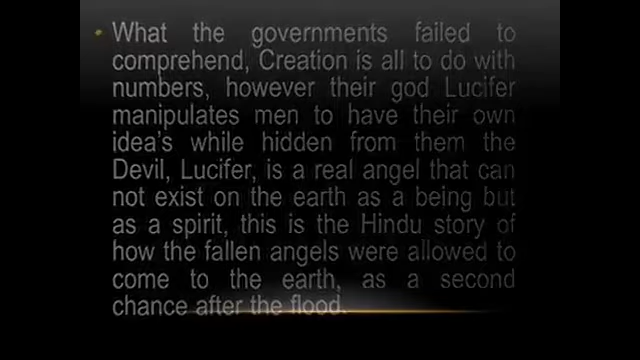 • What the governments failed to
comprehend, Creation is all to do with
numbers, however their god Lucifer
manipulates men to have their own
idea's while hidden from them the
Devil, Lucifer, is a real angel that can
not exist on the earth as a being but
as a spirit, this is the Hindu story of
how the fallen angels were allowed to
come to the earth, as a second
chance after the flood.